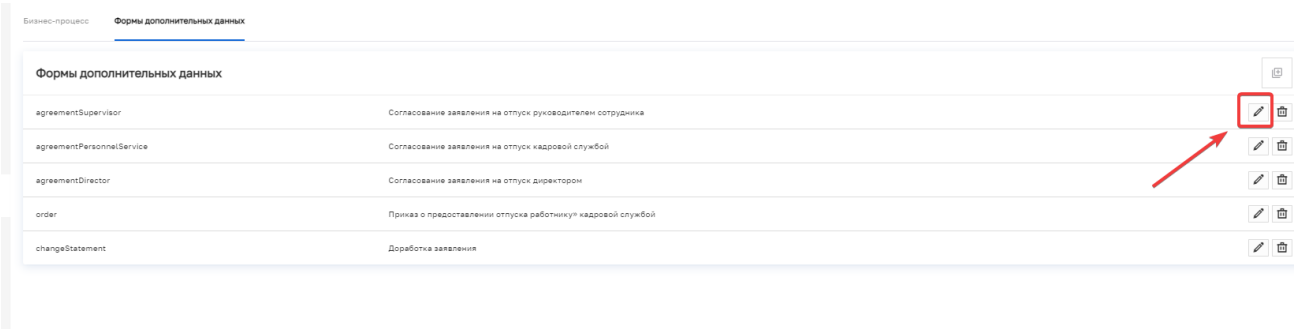 Бизнес-процесс Формы дополнительных данных
Формы дополнительных данных
agreementSupervisor Согласование заявления на отпуск руководителем сотрудника
agreementPersonnelService Согласование заявления на отпуск кадровой службой
agreementDirector Согласование заявления на отпуск директором
order Приказ о предоставлении отпуска работнику» кадровой службой
changeStatement Доработка заявления